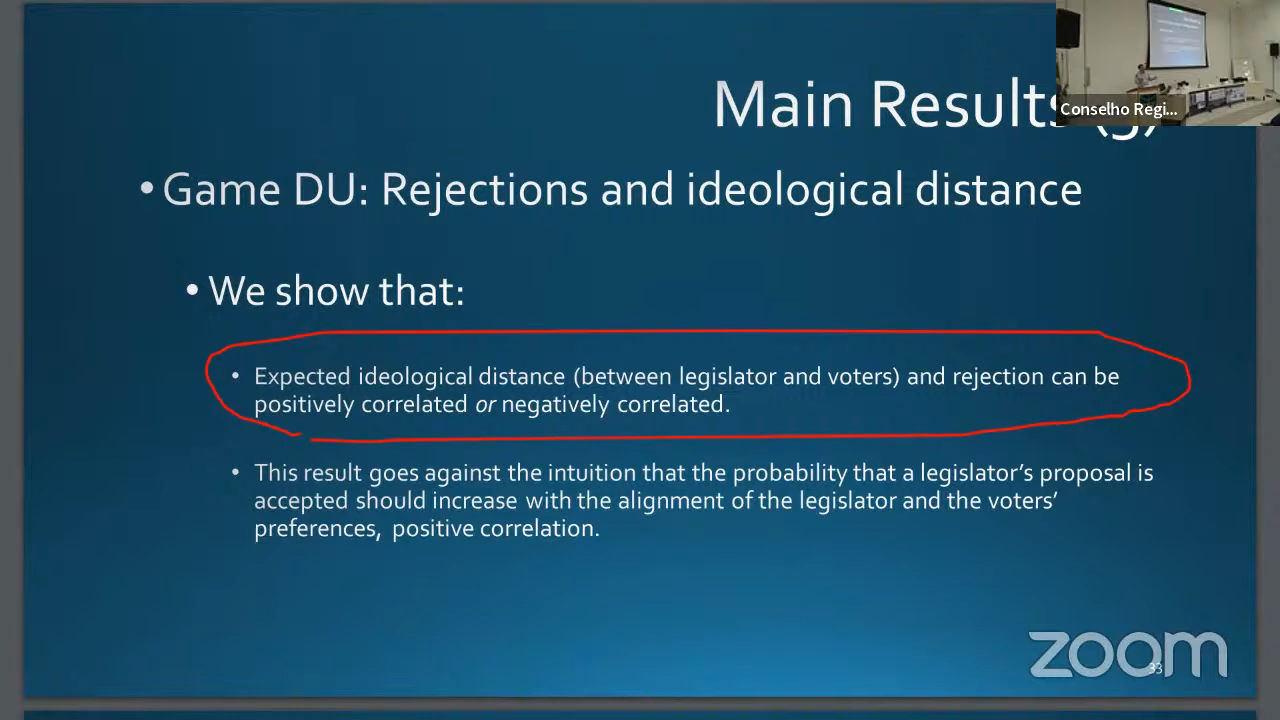 Main Results
Conselho Regi...
• Game DU: Rejections and ideological distance
• We show that:
• Expected ideological distance (between legislator and voters) and rejection can be
positively correlated or negatively correlated.
• This result goes against the intuition that the probability that a legislator's proposal is
accepted should increase with the alignment of the legislator and the voters'
preferences, positive correlation.
zoom
33